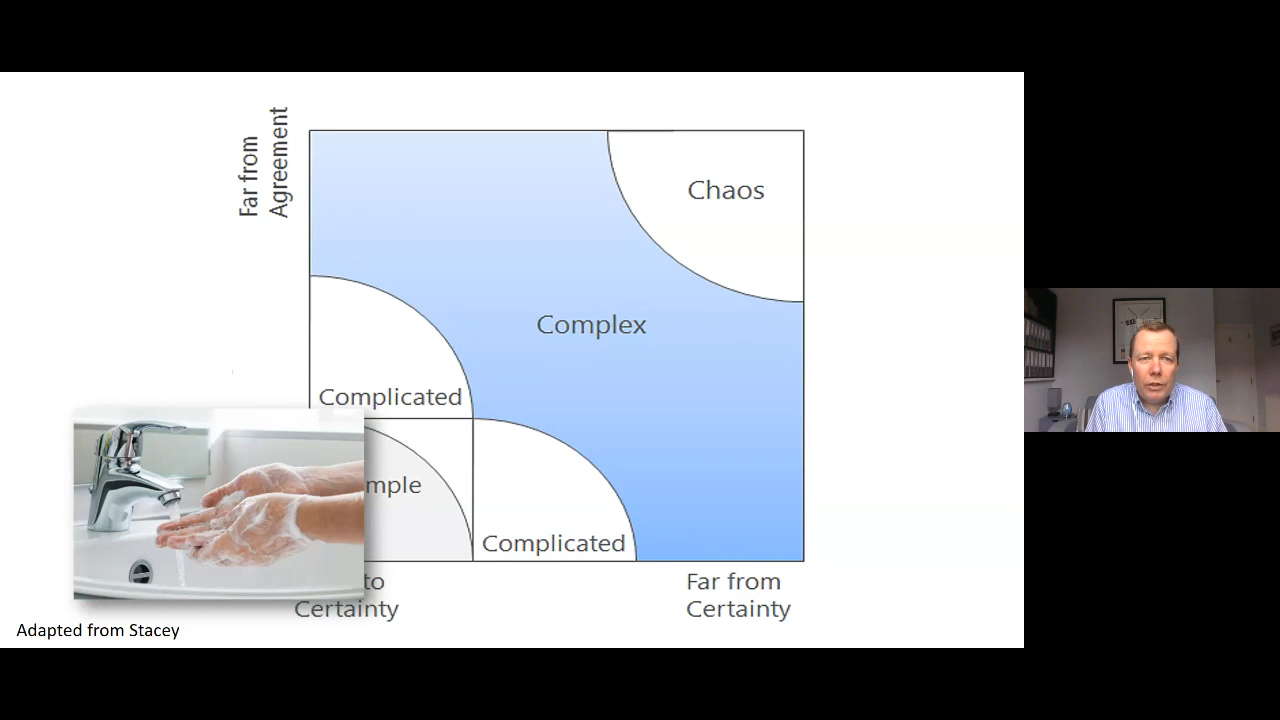 Far from
Agreement
Chaos
Complex
Complicated
mple
Complicated
to
Certainty
Far from
Certainty
Adapted from Stacey